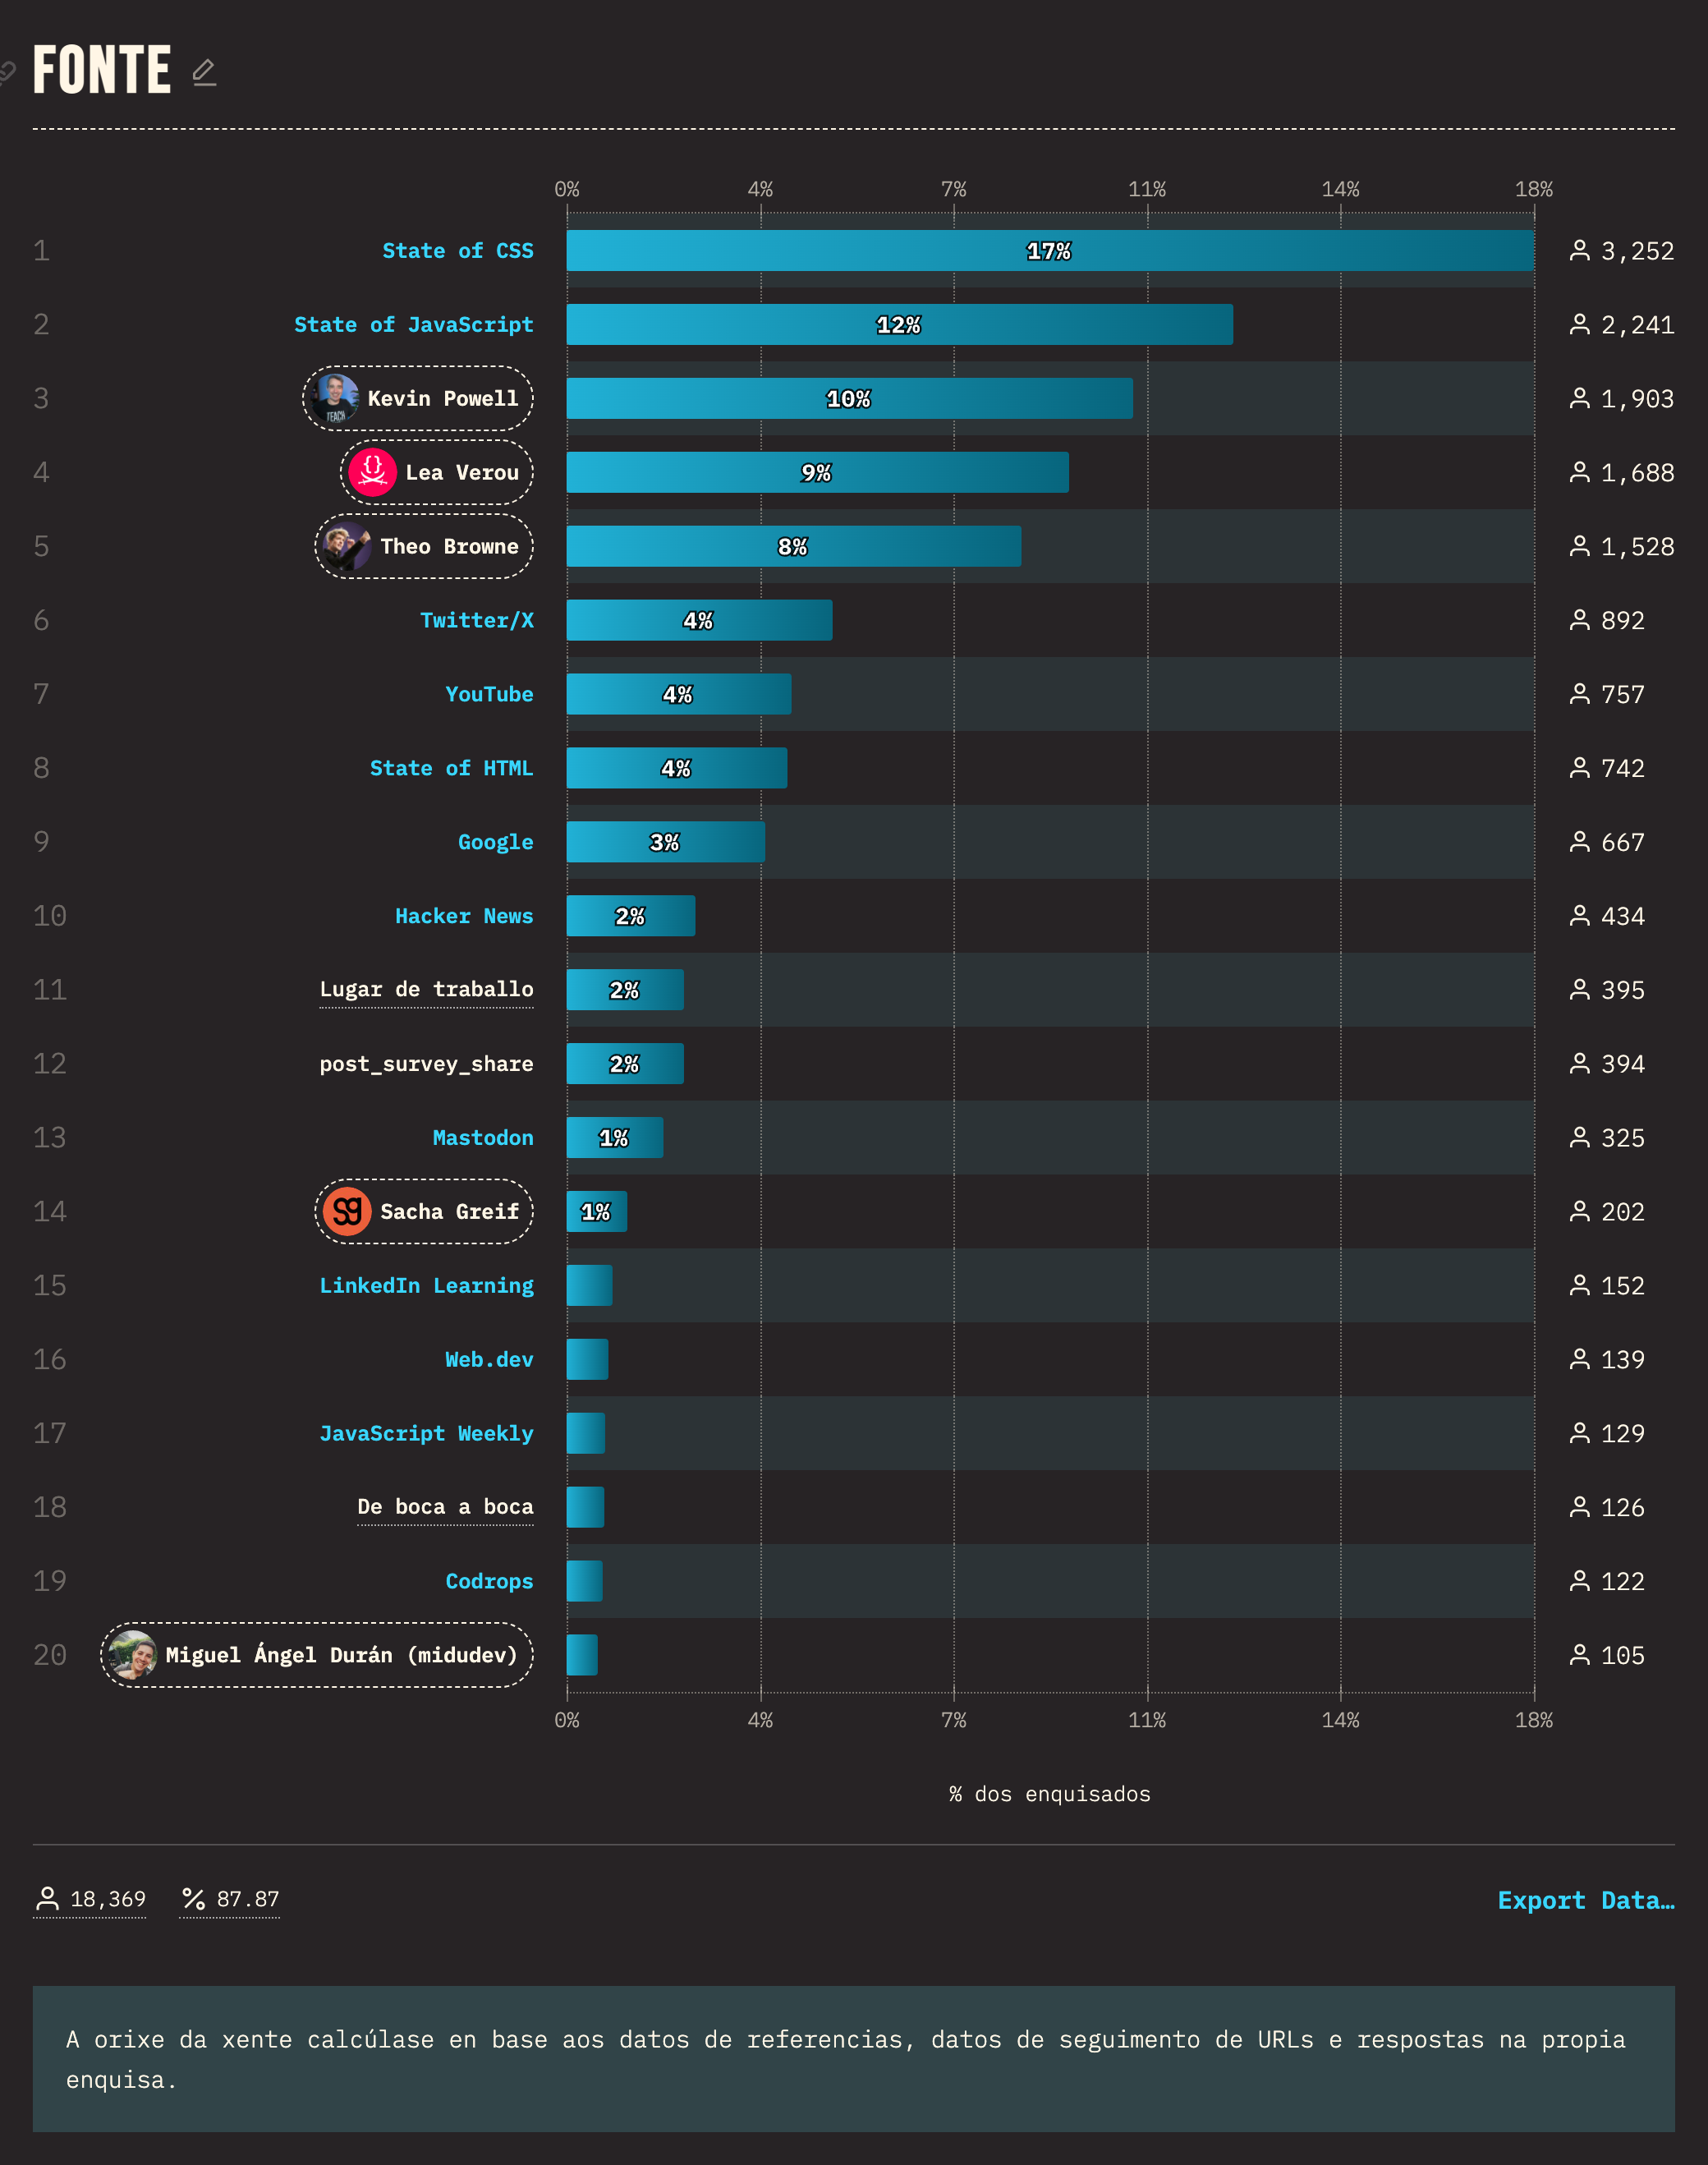 FONTE
0% 4% 7% 11% 14% 18%
1 State of CSS 17% 3,252
2 State of JavaScript 12% 2,241
3 TEACH Kevin Powell 10% 1,903
4 {} Lea Verou 9% 1,688
5 Theo Browne 8% 1,528
6 Twitter/X 4% 892
7 YouTube 4% 757
8 State of HTML 4% 742
9 Google 3% 667
10 Hacker News 2% 434
11 Lugar de traballo 2% 395
12 post_survey_share 2% 394
13 Mastodon 1% 325
14 SG Sacha Greif 1% 202
15 LinkedIn Learning 152
16 Web.dev 139
17 JavaScript Weekly 129
18 De boca a boca 126
19 Codrops 122
20 Miguel Ángel Durán (midudev) 105
0% 4% 7% 11% 14% 18%
% dos enquisados
18,369 % 87.87 Export Data…
A orixe da xente calcúlase en base aos datos de referencias, datos de seguimento de URLs e respostas na propia
enquisa.